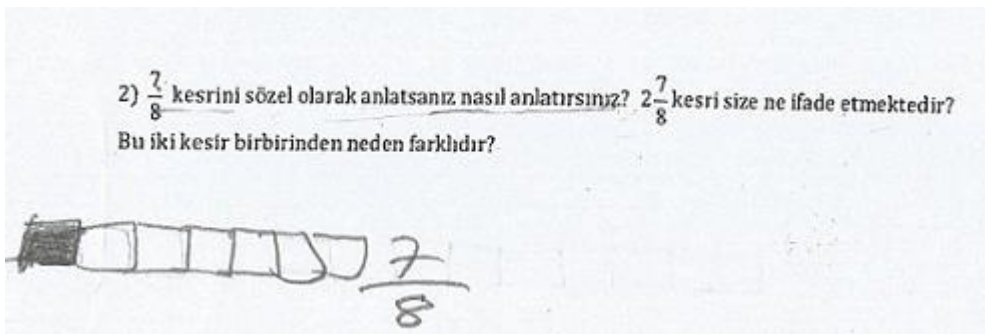 2) 7/8 kesrini sözel olarak anlatsanız nasıl anlatırsınız? 2 7/8 kesri size ne ifade etmektedir?
Bu iki kesir birbirinden neden farklıdır?
7/8